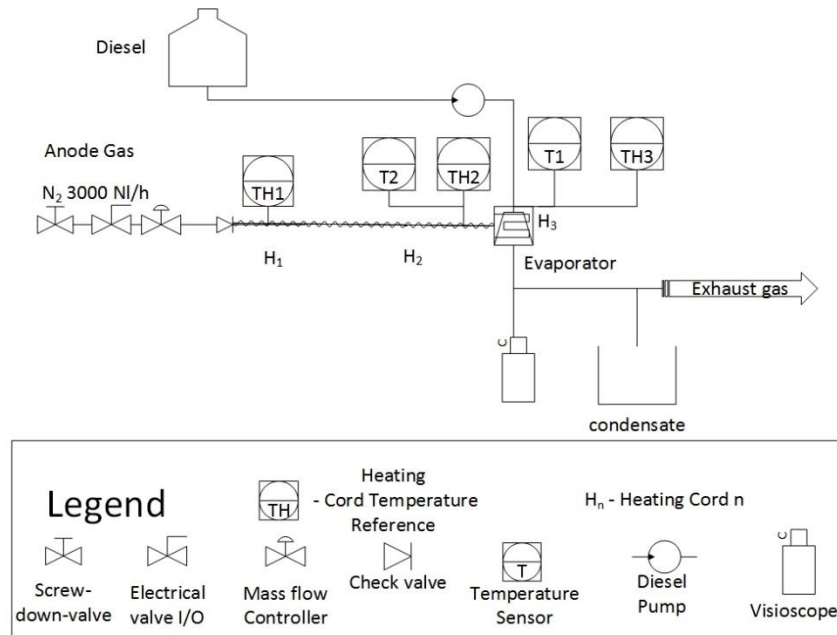 Diesel
Anode Gas
N₂ 3000 Nl/h
TH1
T2
TH2
T1
TH3
H₃
H₁
H₂
Evaporator
Exhaust gas
C
condensate
Legend
TH
Heating
- Cord Temperature
Reference
Hₙ - Heating Cord n
C
Screw-
down-valve
Electrical
valve I/O
Mass flow
Controller
Check valve
T
Temperature
Sensor
Diesel
Pump
Visioscope